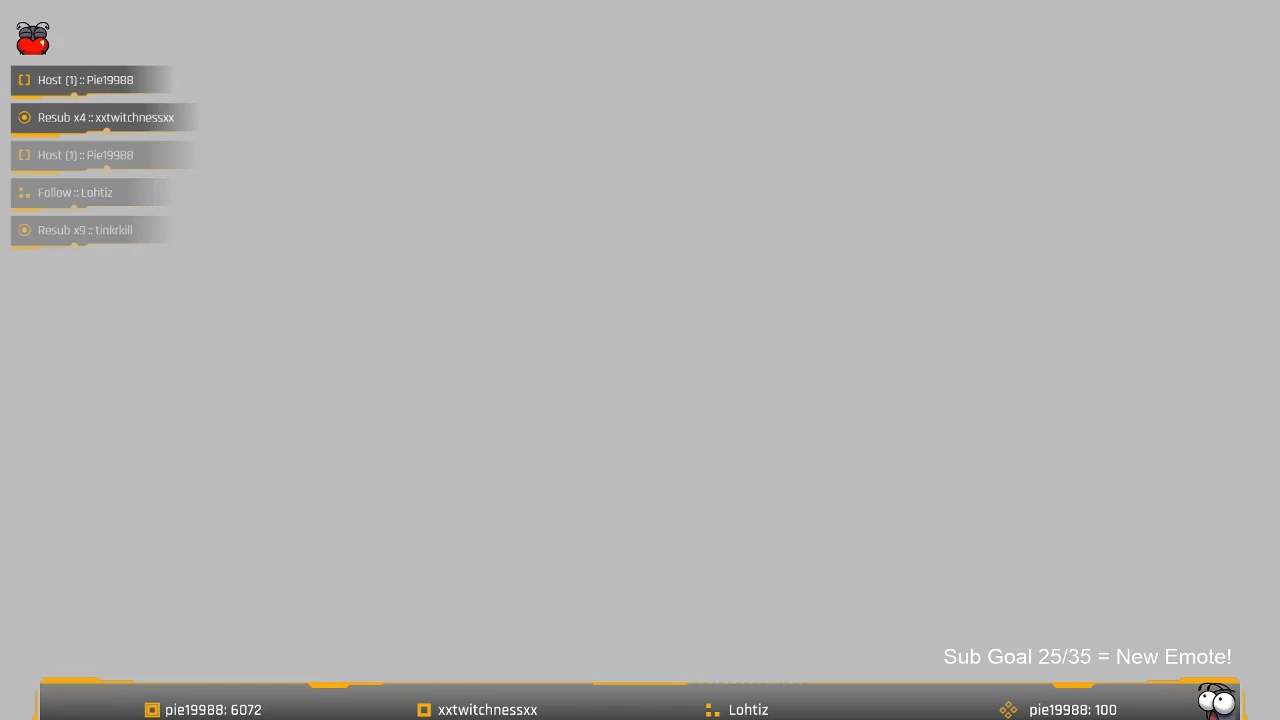 Host (1) :: Pie19988
Resub x4 :: xxtwitchnessxx
Host (1) :: Pie19988
Follow :: Lohtiz
Resub x9 :: tinkrkill
Sub Goal 25/35 = New Emote!
pie19988: 6072
xxtwitchnessxx
Lohtiz
pie19988: 100